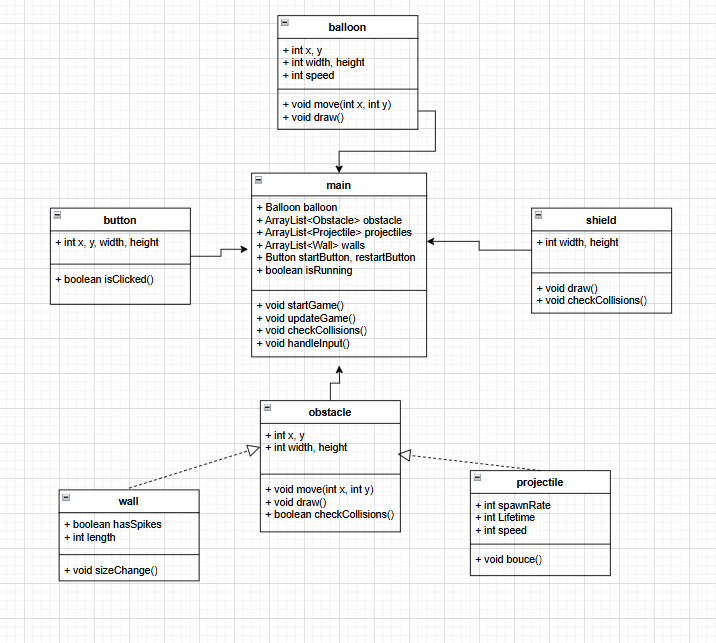 balloon
+ int x, y
+ int width, height
+ int speed
+ void move(int x, int y)
+ void draw()
main
+ Balloon balloon
+ ArrayList<Obstacle> obstacle
+ ArrayList<Projectile> projectiles
+ ArrayList<Wall> walls
+ Button startButton, restartButton
+ boolean isRunning
+ void startGame()
+ void updateGame()
+ void checkCollisions()
+ void handleInput()
button
+ int x, y, width, height
+ boolean isClicked()
shield
+ int width, height
+ void draw()
+ void checkCollisions()
obstacle
+ int x, y
+ int width, height
+ void move(int x, int y)
+ void draw()
+ boolean checkCollisions()
wall
+ boolean hasSpikes
+ int length
+ void sizeChange()
projectile
+ int spawnRate
+ int Lifetime
+ int speed
+ void bouce()